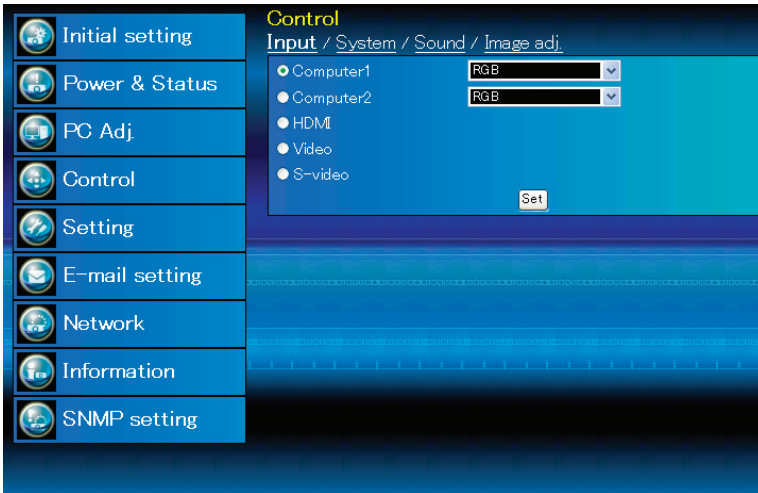 Initial setting
Power & Status
PC Adj.
Control
Setting
E-mail setting
Network
Information
SNMP setting
Control
Input / System / Sound / Image adj.
Computer1 RGB
Computer2 RGB
HDMI
Video
S-video
Set